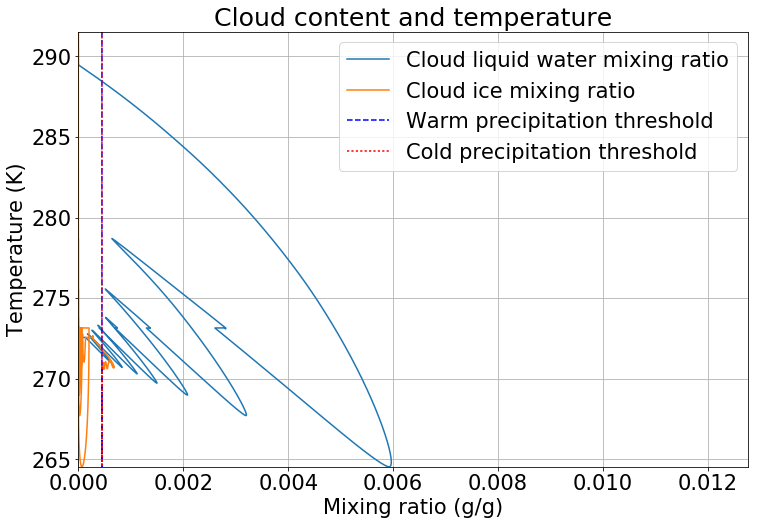 Cloud content and temperature
Cloud liquid water mixing ratio
Cloud ice mixing ratio
Warm precipitation threshold
Cold precipitation threshold
Temperature (K)
290
285
280
275
270
265
0.000 0.002 0.004 0.006 0.008 0.010 0.012
Mixing ratio (g/g)